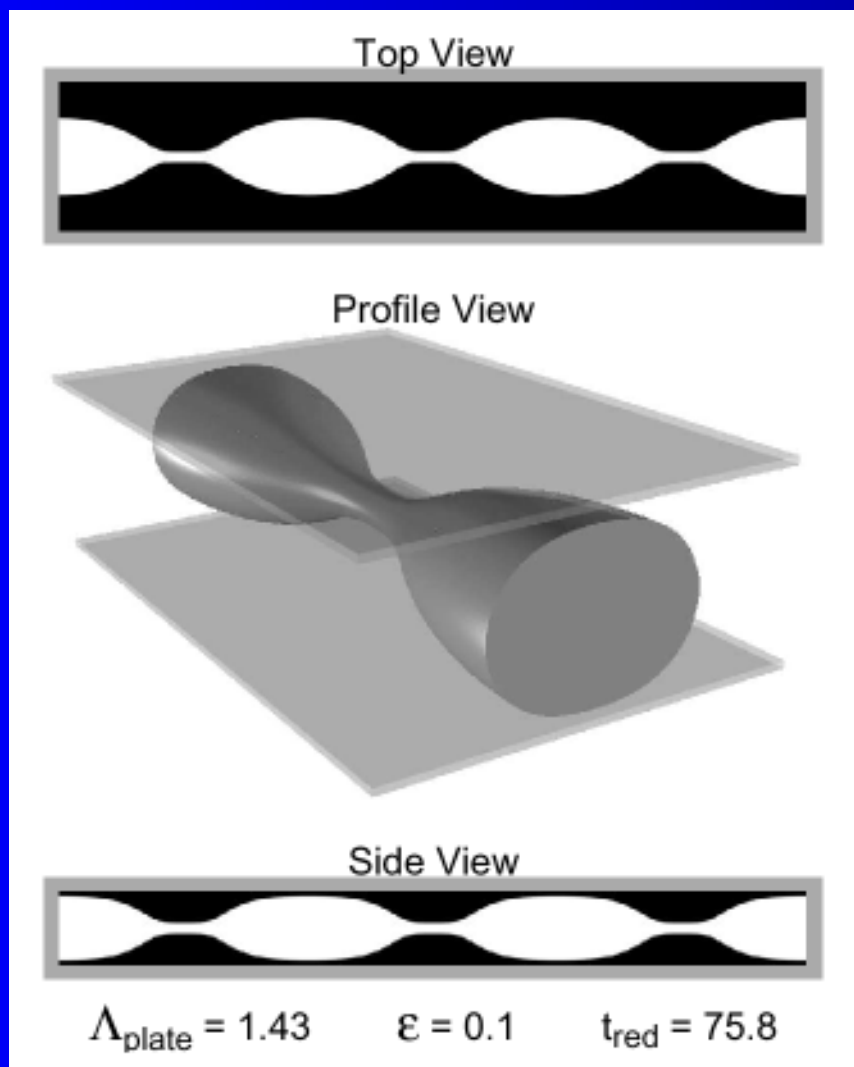 Top View
Profile View
Side View
Λplate = 1.43 ε = 0.1 tred = 75.8